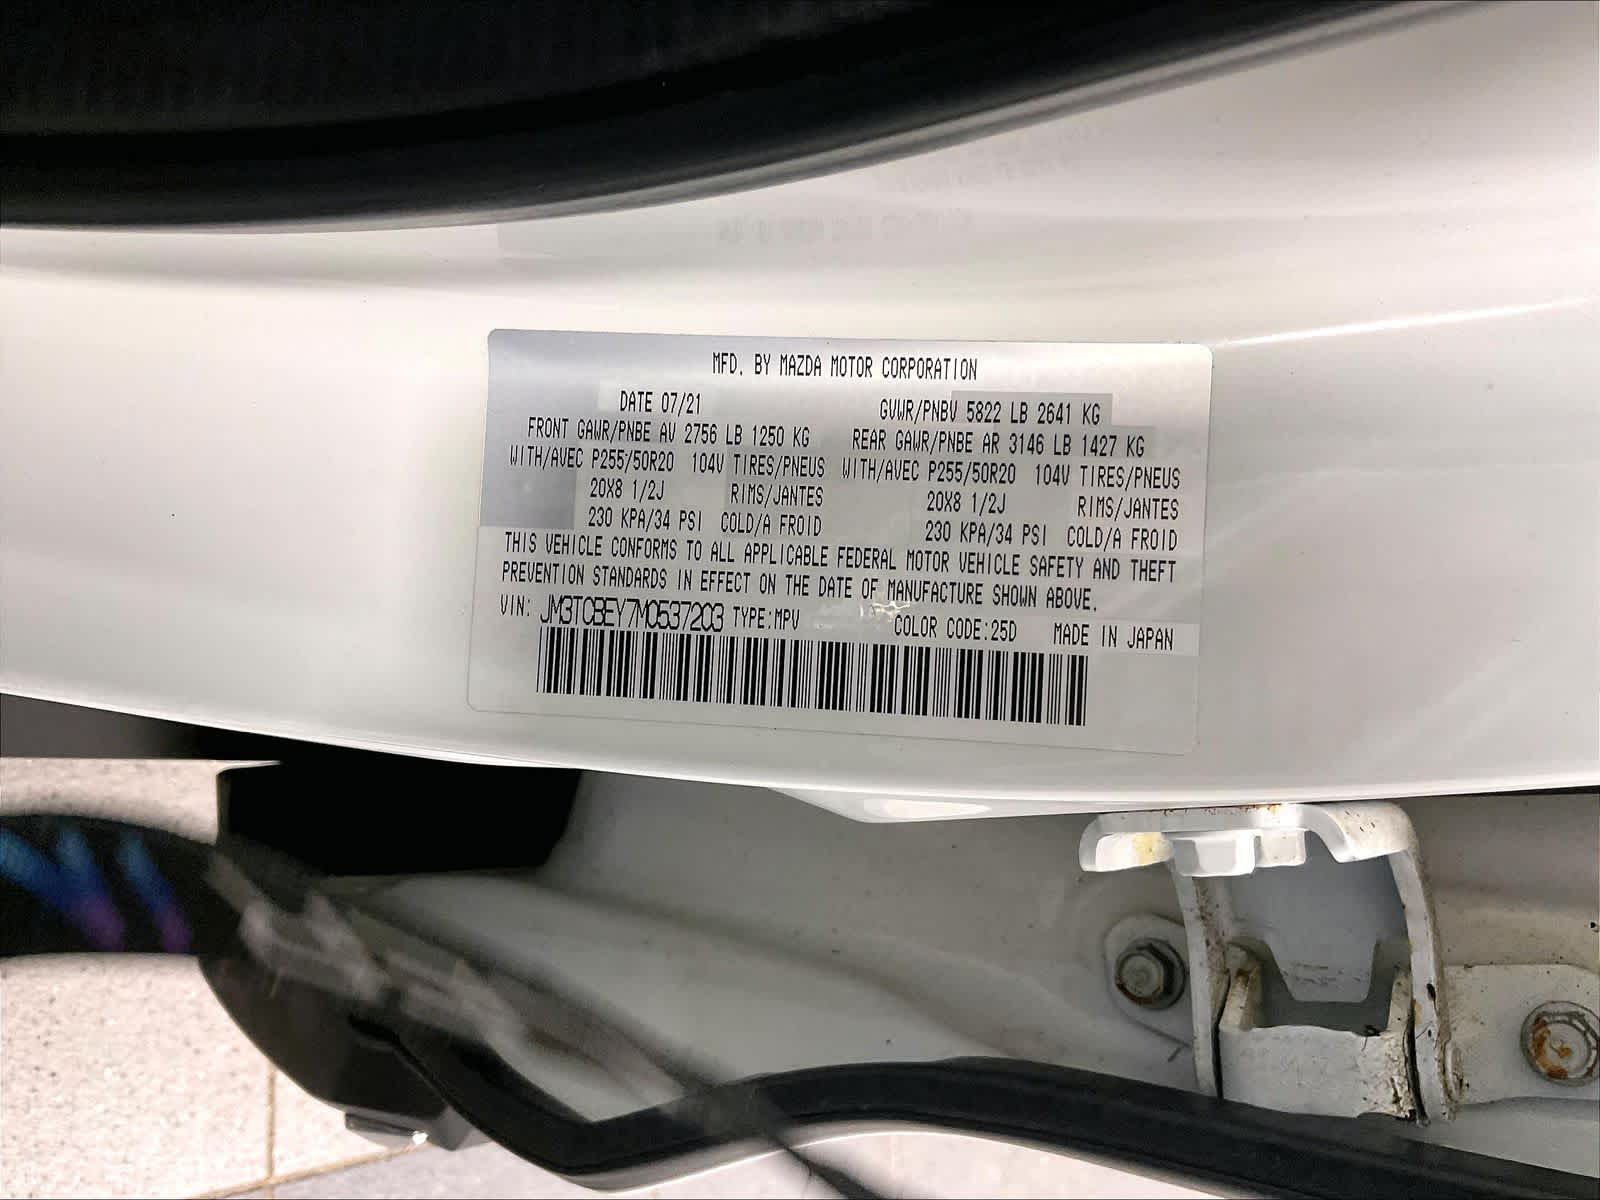 MFD. BY MAZDA MOTOR CORPORATION
DATE 07/21 GVWR/PNBV 5822 LB 2641 KG
FRONT GAWR/PNBE AV 2756 LB 1250 KG REAR GAWR/PNBE AR 3146 LB 1427 KG
WITH/AVEC P255/50R20 104V TIRES/PNEUS WITH/AVEC P255/50R20 104V TIRES/PNEUS
20X8 1/2J RIMS/JANTES 20X8 1/2J RIMS/JANTES
230 KPA/34 PSI COLD/A FROID 230 KPA/34 PSI COLD/A FROID
THIS VEHICLE CONFORMS TO ALL APPLICABLE FEDERAL MOTOR VEHICLE SAFETY AND THEFT
PREVENTION STANDARDS IN EFFECT ON THE DATE OF MANUFACTURE SHOWN ABOVE.
VIN: JM3TCBEY7M0537203 TYPE:MPV COLOR CODE:25D MADE IN JAPAN